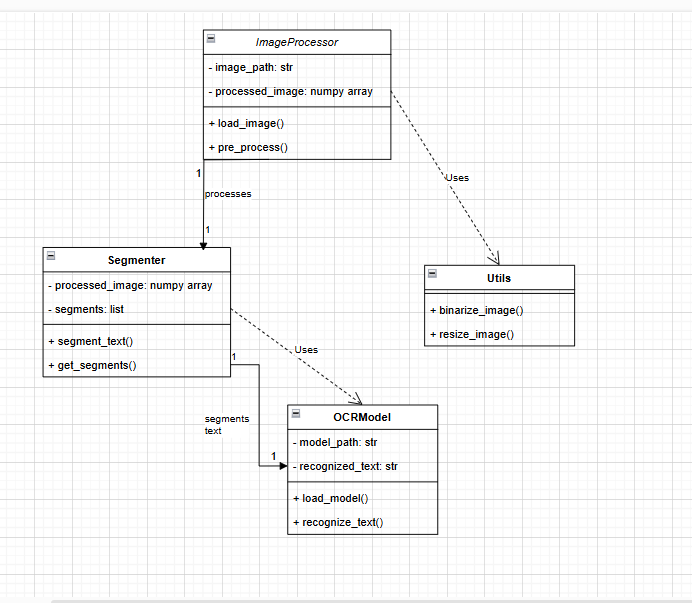 ImageProcessor
- image_path: str
- processed_image: numpy array
+ load_image()
+ pre_process()
1
processes
1
Uses
Segmenter
- processed_image: numpy array
- segments: list
+ segment_text()
+ get_segments()
Utils
+ binarize_image()
+ resize_image()
Uses
1
segments
text
1
OCRModel
- model_path: str
- recognized_text: str
+ load_model()
+ recognize_text()